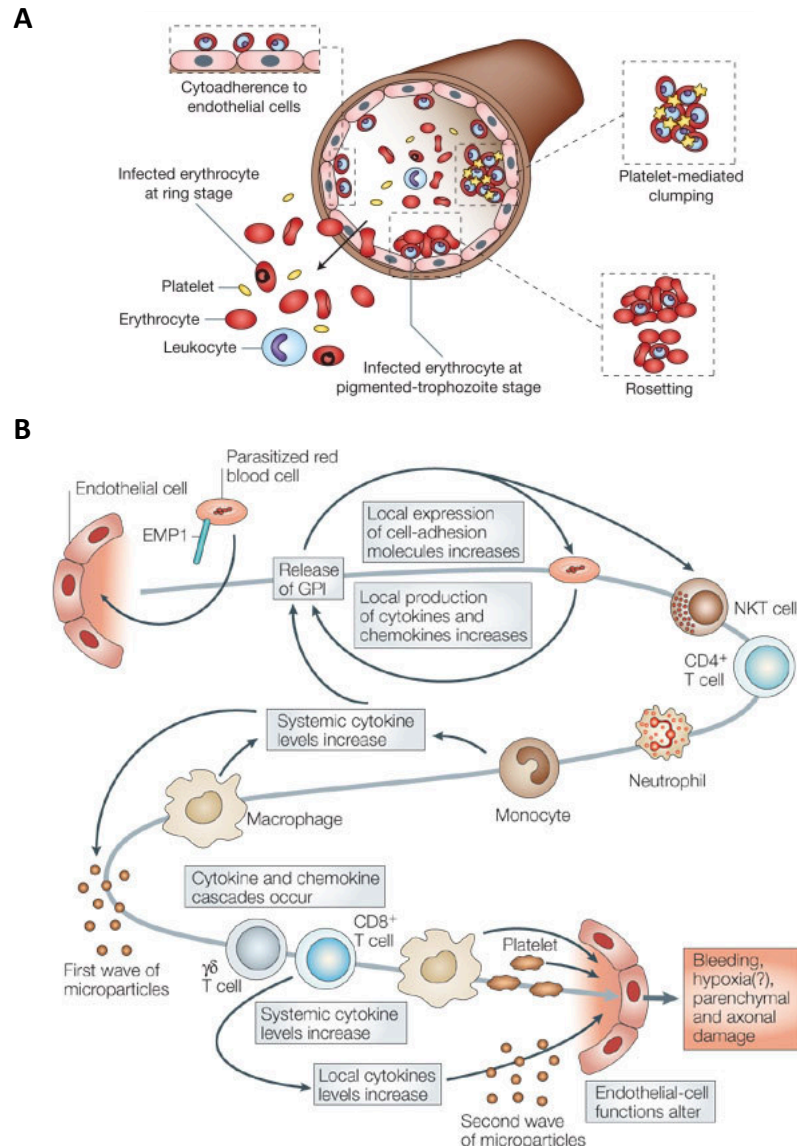 A
Cytoadherence to
endothelial cells
Infected erythrocyte
at ring stage
Platelet
Erythrocyte
Leukocyte
Infected erythrocyte at
pigmented-trophozoite stage
Platelet-mediated
clumping
Rosetting
B
Endothelial cell
Parasitized red
blood cell
EMP1
Release
of GPI
Local expression
of cell-adhesion
molecules increases
Local production
of cytokines and
chemokines increases
NKT cell
CD4+
T cell
Neutrophil
Monocyte
Systemic cytokine
levels increase
Macrophage
First wave of
microparticles
Cytokine and chemokine
cascades occur
γδ
T cell
CD8+
T cell
Systemic cytokine
levels increase
Local cytokines
levels increase
Platelet
Second wave
of microparticles
Endothelial-cell
functions alter
Bleeding,
hypoxia(?),
parenchymal
and axonal
damage